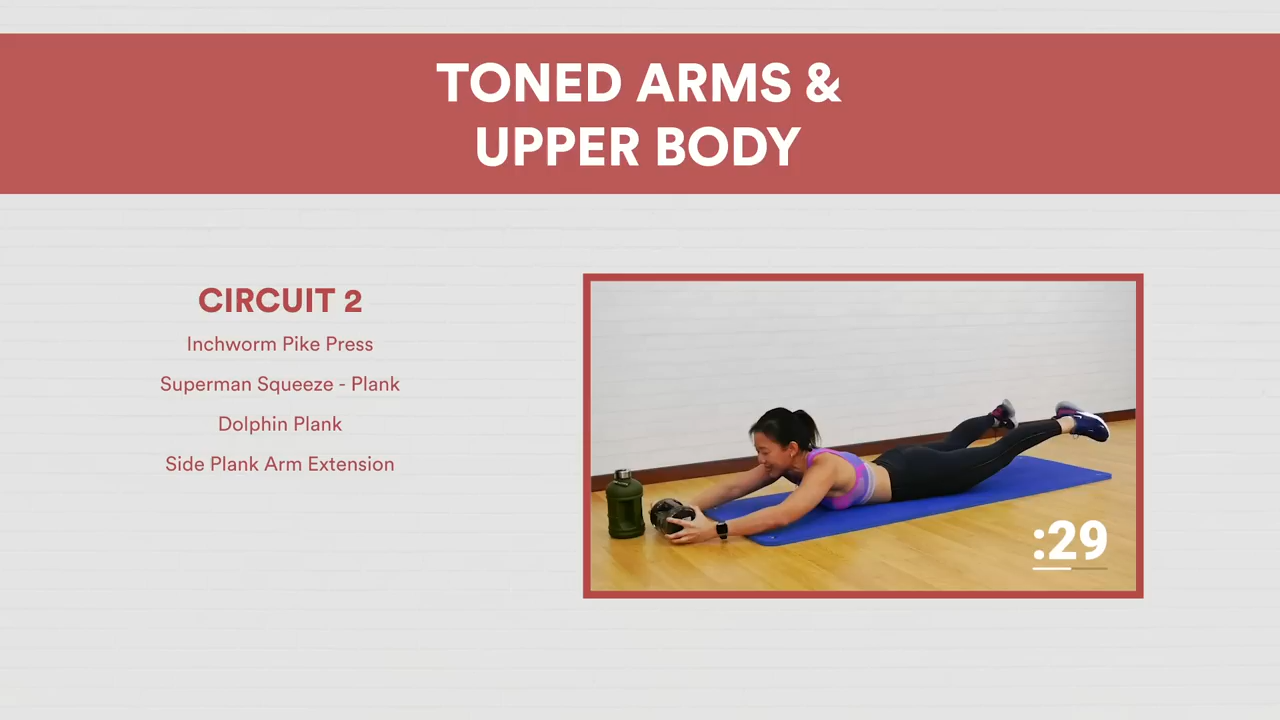 TONED ARMS &
UPPER BODY
CIRCUIT 2
Inchworm Pike Press
Superman Squeeze - Plank
Dolphin Plank
Side Plank Arm Extension
:29